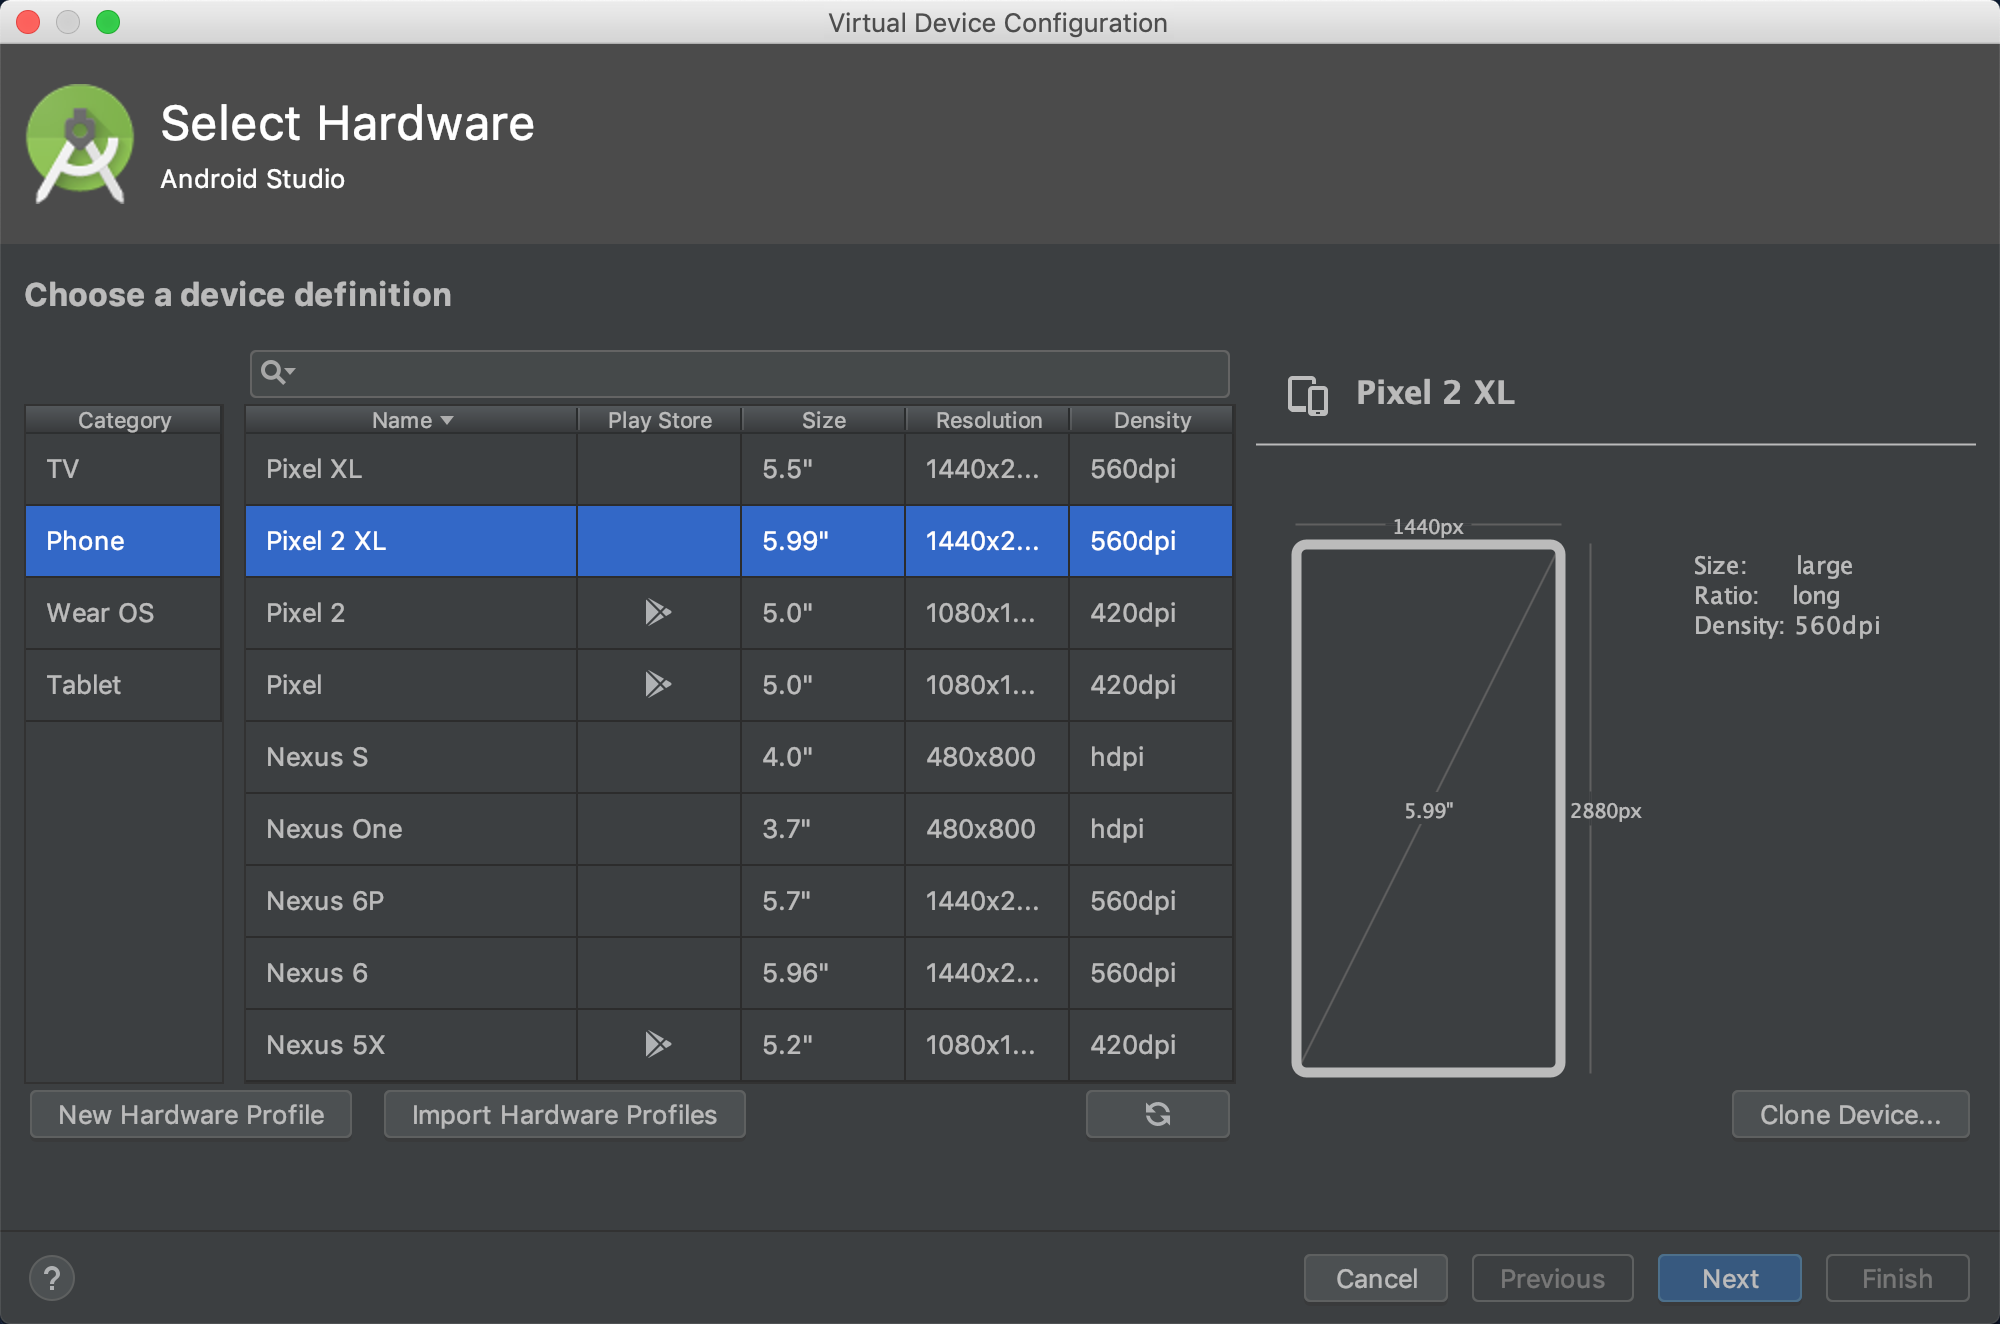 Virtual Device Configuration
Select Hardware
Android Studio
Choose a device definition
Category
TV
Phone
Wear OS
Tablet
Name Play Store Size Resolution Density
Pixel XL 5.5" 1440x2... 560dpi
Pixel 2 XL 5.99" 1440x2... 560dpi
Pixel 2 5.0" 1080x1... 420dpi
Pixel 5.0" 1080x1... 420dpi
Nexus S 4.0" 480x800 hdpi
Nexus One 3.7" 480x800 hdpi
Nexus 6P 5.7" 1440x2... 560dpi
Nexus 6 5.96" 1440x2... 560dpi
Nexus 5X 5.2" 1080x1... 420dpi
Pixel 2 XL
1440px
5.99"
2880px
Size: large
Ratio: long
Density: 560dpi
New Hardware Profile Import Hardware Profiles Clone Device...
? Cancel Previous Next Finish